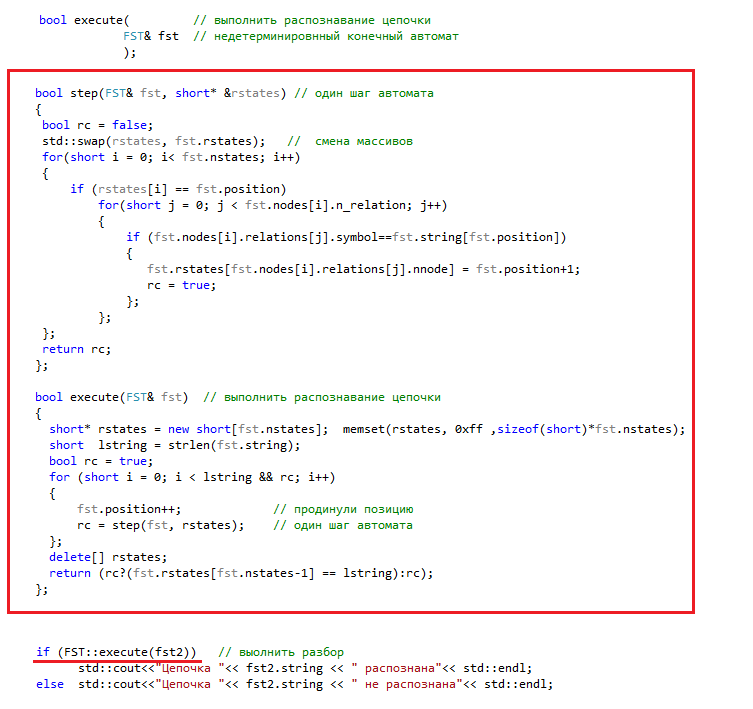 bool execute(         // выполнить распознавание цепочки
            FST& fst  // недетерминировнный конечный автомат
            );
bool step(FST& fst, short* &rstates) // один шаг автомата
{
 bool rc = false;
 std::swap(rstates, fst.rstates);   //  смена массивов
 for(short i = 0; i< fst.nstates; i++)
 {
     if (rstates[i] == fst.position)
         for(short j = 0; j < fst.nodes[i].n_relation; j++)
         {
             if (fst.nodes[i].relations[j].symbol==fst.string[fst.position])
             {
                fst.rstates[fst.nodes[i].relations[j].nnode] = fst.position+1;
                rc = true;
             };
         };
 };
 return rc;
};
bool execute(FST& fst)  // выполнить распознавание цепочки
{
  short* rstates = new short[fst.nstates];  memset(rstates, 0xff ,sizeof(short)*fst.nstates);
  short  lstring = strlen(fst.string);
  bool rc = true;
  for (short i = 0; i < lstring && rc; i++)
  {
      fst.position++;             // продинули позицию
      rc = step(fst, rstates);    // один шаг автомата
  };
  delete[] rstates;
  return (rc?(fst.rstates[fst.nstates-1] == lstring):rc);
};
if (FST::execute(fst2))   // выолнить разбор
      std::cout<<"Цепочка "<< fst2.string << " распознана"<< std::endl;
else  std::cout<<"Цепочка "<< fst2.string << " не распознана"<< std::endl;